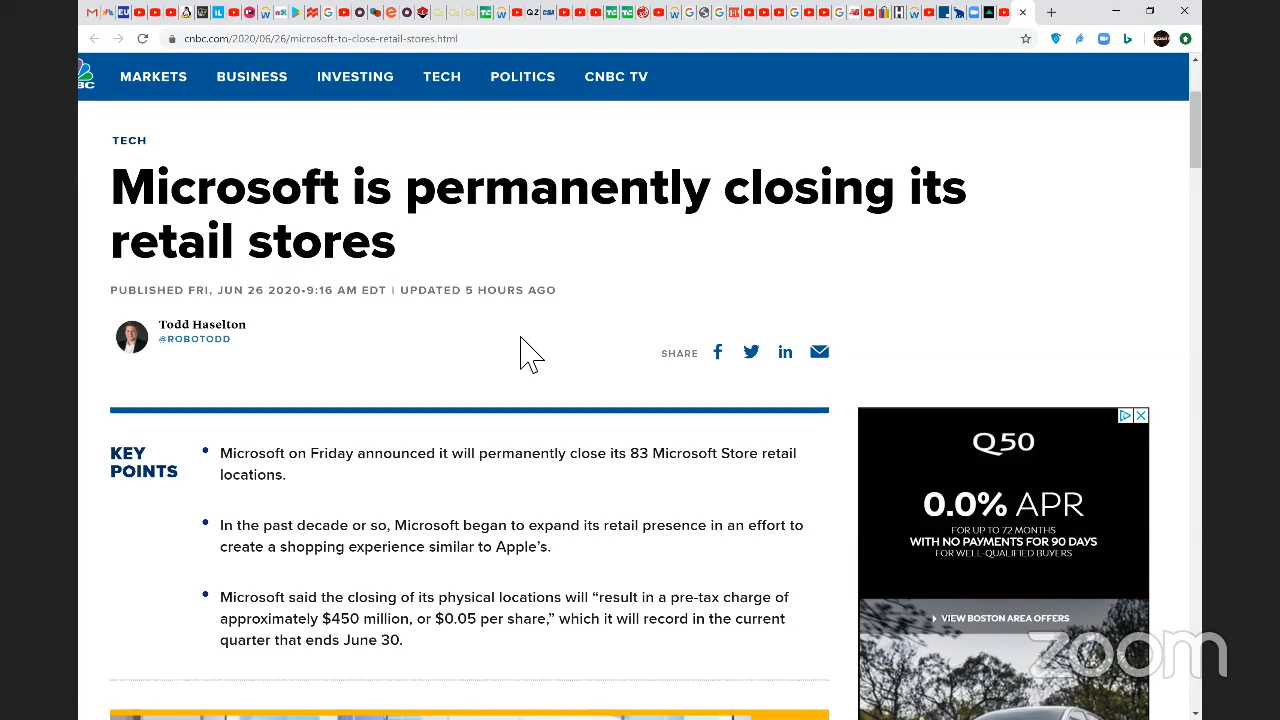 cnbc.com/2020/06/26/microsoft-to-close-retail-stores.html
MARKETS BUSINESS INVESTING TECH POLITICS CNBC TV
TECH
Microsoft is permanently closing its
retail stores
PUBLISHED FRI, JUN 26 2020•9:16 AM EDT | UPDATED 5 HOURS AGO
Todd Haselton
@ROBOTODD
SHARE
KEY
POINTS
Microsoft on Friday announced it will permanently close its 83 Microsoft Store retail
locations.
In the past decade or so, Microsoft began to expand its retail presence in an effort to
create a shopping experience similar to Apple’s.
Microsoft said the closing of its physical locations will “result in a pre-tax charge of
approximately $450 million, or $0.05 per share,” which it will record in the current
quarter that ends June 30.
Q50
0.0% APR
FOR UP TO 72 MONTHS
WITH NO PAYMENTS FOR 90 DAYS
FOR WELL-QUALIFIED BUYERS
VIEW BOSTON AREA OFFERS
zoom